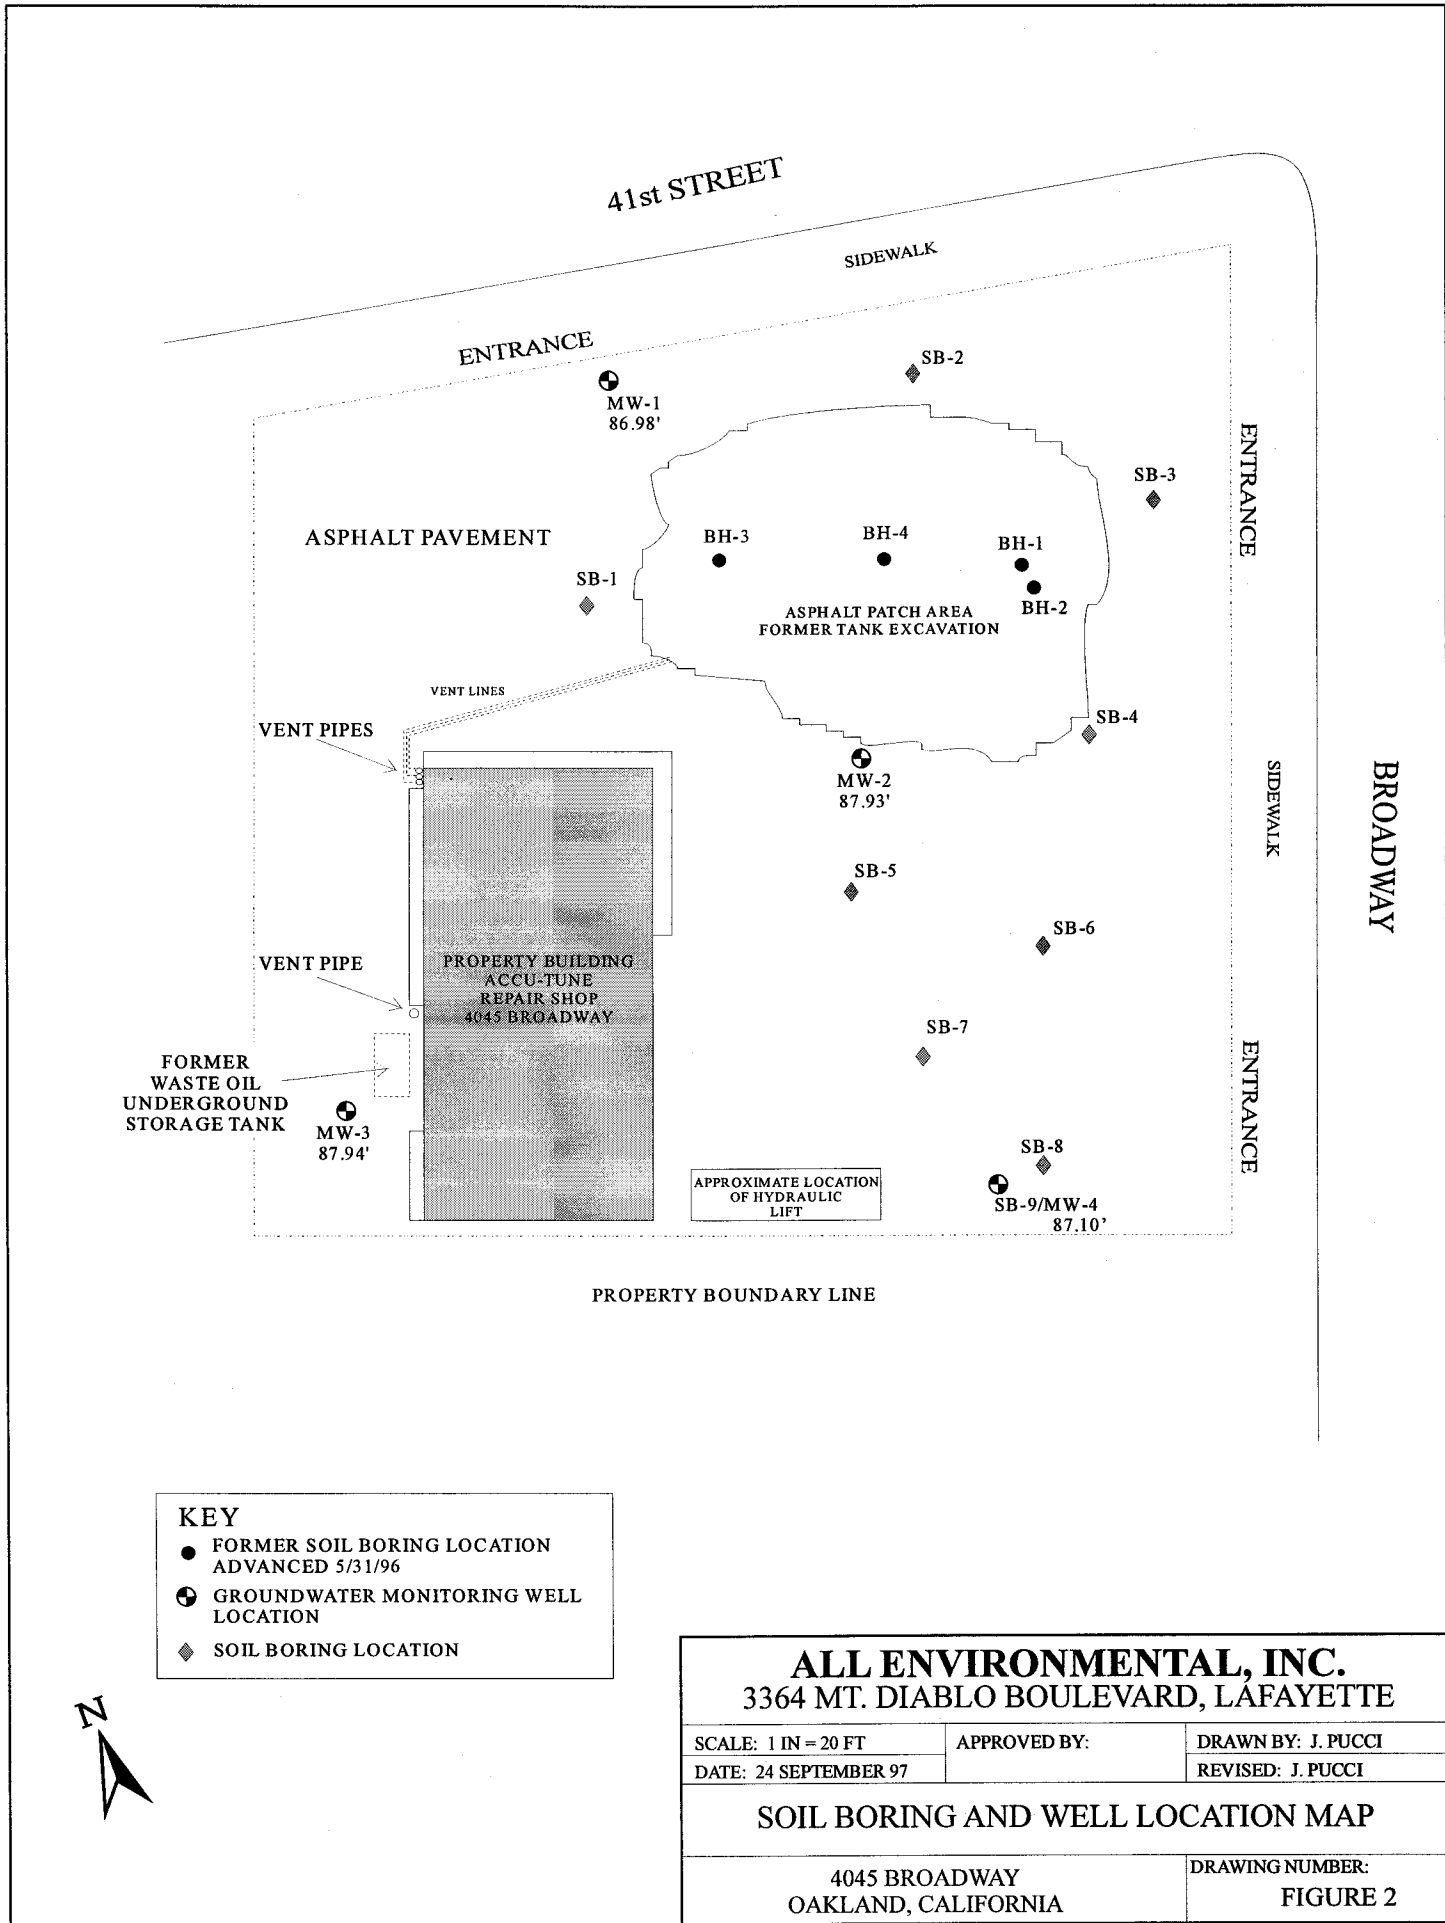 41st STREET
SIDEWALK
ENTRANCE
SB-2
MW-1
86.98'
ENTRANCE
SB-3
ASPHALT PAVEMENT
BH-3
BH-4
BH-1
SB-1
BH-2
ASPHALT PATCH AREA
FORMER TANK EXCAVATION
VENT LINES
VENT PIPES
SB-4
MW-2
87.93'
SIDEWALK
BROADWAY
SB-5
SB-6
VENT PIPE
PROPERTY BUILDING
ACCU-TUNE
REPAIR SHOP
4045 BROADWAY
SB-7
FORMER
WASTE OIL
UNDERGROUND
STORAGE TANK
ENTRANCE
MW-3
87.94'
SB-8
APPROXIMATE LOCATION
OF HYDRAULIC
LIFT
SB-9/MW-4
87.10'
PROPERTY BOUNDARY LINE
KEY
FORMER SOIL BORING LOCATION
ADVANCED 5/31/96
GROUNDWATER MONITORING WELL
LOCATION
SOIL BORING LOCATION
N
ALL ENVIRONMENTAL, INC.
3364 MT. DIABLO BOULEVARD, LAFAYETTE
SCALE: 1 IN = 20 FT
APPROVED BY:
DRAWN BY: J. PUCCI
DATE: 24 SEPTEMBER 97
REVISED: J. PUCCI
SOIL BORING AND WELL LOCATION MAP
4045 BROADWAY
OAKLAND, CALIFORNIA
DRAWING NUMBER:
FIGURE 2